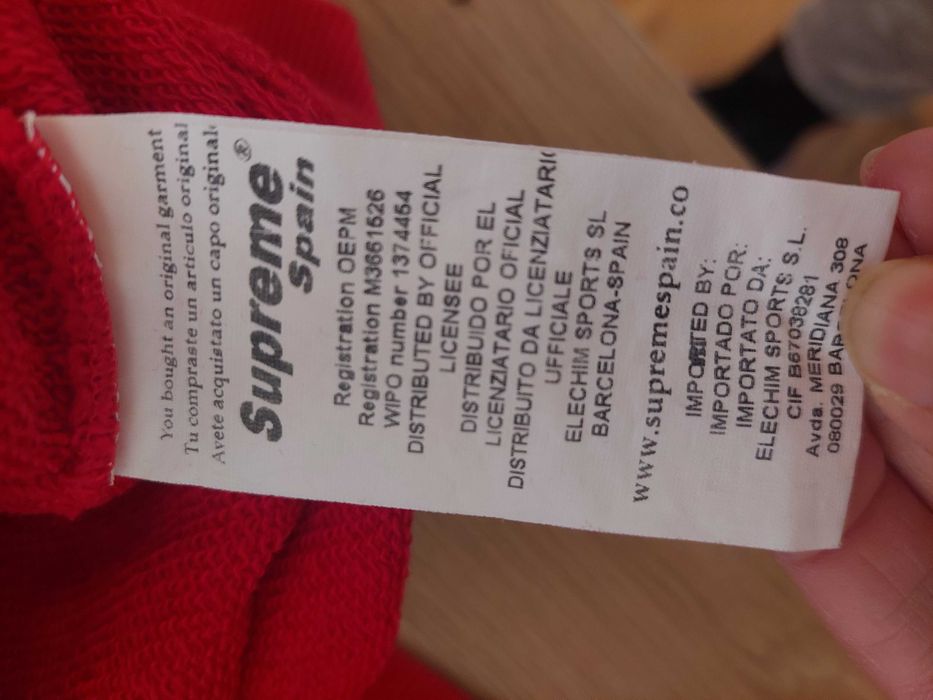 You bought an original garment
Tu compraste un articulo original
Avete acquistato un capo original
Supreme®
Spain
Registration OEPM
Registration M3661526
WIPO number 1374454
DISTRIBUTED BY OFFICIAL
LICENSEE
DISTRIBUIDO POR EL
LICENZIATARIO OFICIAL
DISTRIBUITO DA LICENZIATARIO
UFFICIALE
ELECHIM SPORTS SL
BARCELONA-SPAIN
www.supremespain.co
IMPORTED BY:
IMPORTADO POR:
IMPORTATO DA:
ELECHIM SPORTS S.L.
CIF B67038281
Avda. MERIDIANA 308
080029 BARCELONA